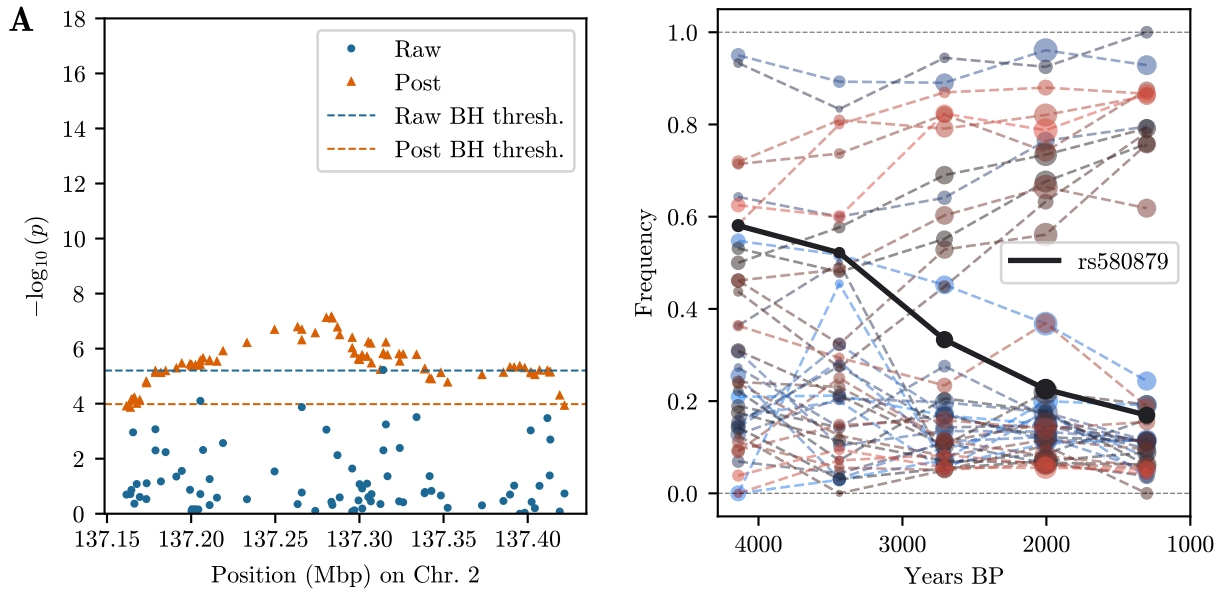 A
18
16
14
12
10
8
6
4
2
0
−log₁₀ (p)
Raw
Post
Raw BH thresh.
Post BH thresh.
137.15
137.20
137.25
137.30
137.35
137.40
Position (Mbp) on Chr. 2
1.0
0.8
0.6
0.4
0.2
0.0
Frequency
rs580879
4000
3000
2000
1000
Years BP